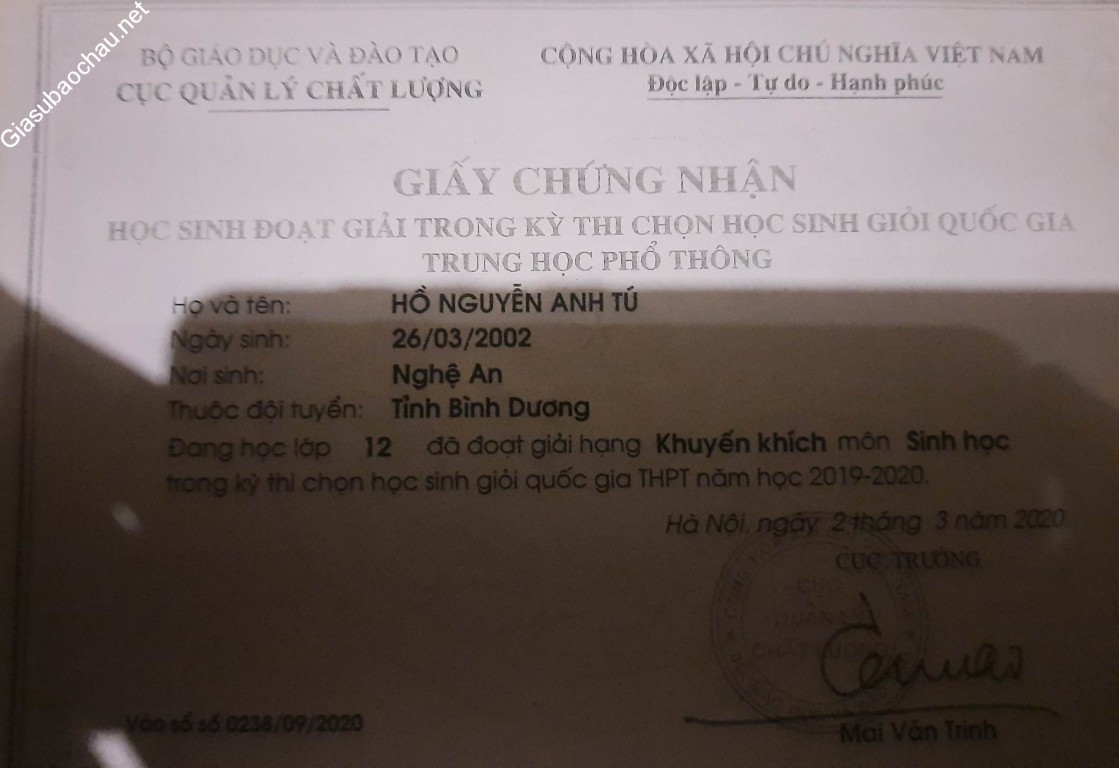 Giasubaochau.net
BỘ GIÁO DỤC VÀ ĐÀO TẠO
CỤC QUẢN LÝ CHẤT LƯỢNG
CỘNG HÒA XÃ HỘI CHỦ NGHĨA VIỆT NAM
Độc lập - Tự do - Hạnh phúc
GIẤY CHỨNG NHẬN
HỌC SINH ĐOẠT GIẢI TRONG KỲ THI CHỌN HỌC SINH GIỎI QUỐC GIA
TRUNG HỌC PHỔ THÔNG
Họ và tên: HỒ NGUYỄN ANH TÚ
Ngày sinh: 26/03/2002
Nơi sinh: Nghệ An
Thuộc đội tuyển: Tỉnh Bình Dương
Đang học lớp 12 đã đoạt giải hạng Khuyến khích môn Sinh học
trong kỳ thi chọn học sinh giỏi quốc gia THPT năm học 2019-2020.
Hà Nội, ngày 2 tháng 3 năm 2020
CỤC TRƯỞNG
CỤC
QUẢN LÝ
CHẤT LƯỢNG
Mai Văn Trinh
Vào sổ số 0238/09/2020